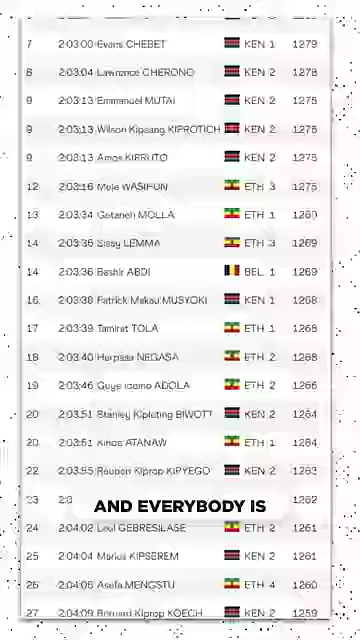 7 2:03:00 Evans CHEBET KEN 1 1279
8 2:03:04 Lawrence CHERONO KEN 2 1278
9 2:03:13 Emmanuel MUTAI KEN 2 1275
9 2:03:13 Wilson Kipsang KIPROTICH KEN 2 1275
9 2:03:13 Amos KIPRUTO KEN 2 1275
12 2:03:16 Mule WASIHUN ETH 3 1275
13 2:03:34 Getaneh MOLLA ETH 1 1269
14 2:03:36 Sisay LEMMA ETH 3 1269
14 2:03:36 Bashir ABDI BEL 1 1269
16 2:03:38 Patrick Makau MUSYOKI KEN 1 1268
17 2:03:39 Tamirat TOLA ETH 1 1268
18 2:03:40 Herpasa NEGASA ETH 2 1268
19 2:03:46 Guye ADOLA ETH 2 1266
20 2:03:51 Stanley Kipleting BIWOTT KEN 2 1264
20 2:03:51 Kinde ATANAW ETH 1 1264
22 2:03:55 Reuben Kiprop KIPYEGO KEN 2 1263
23 2:0 1262
AND EVERYBODY IS
24 2:04:02 Leul GEBRESILASE ETH 2 1261
25 2:04:04 Marius KIPSEREM KEN 2 1261
26 2:04:06 Asefa MENGSTU ETH 4 1260
27 2:04:09 Bernard Kiprop KOECH KEN 2 1259